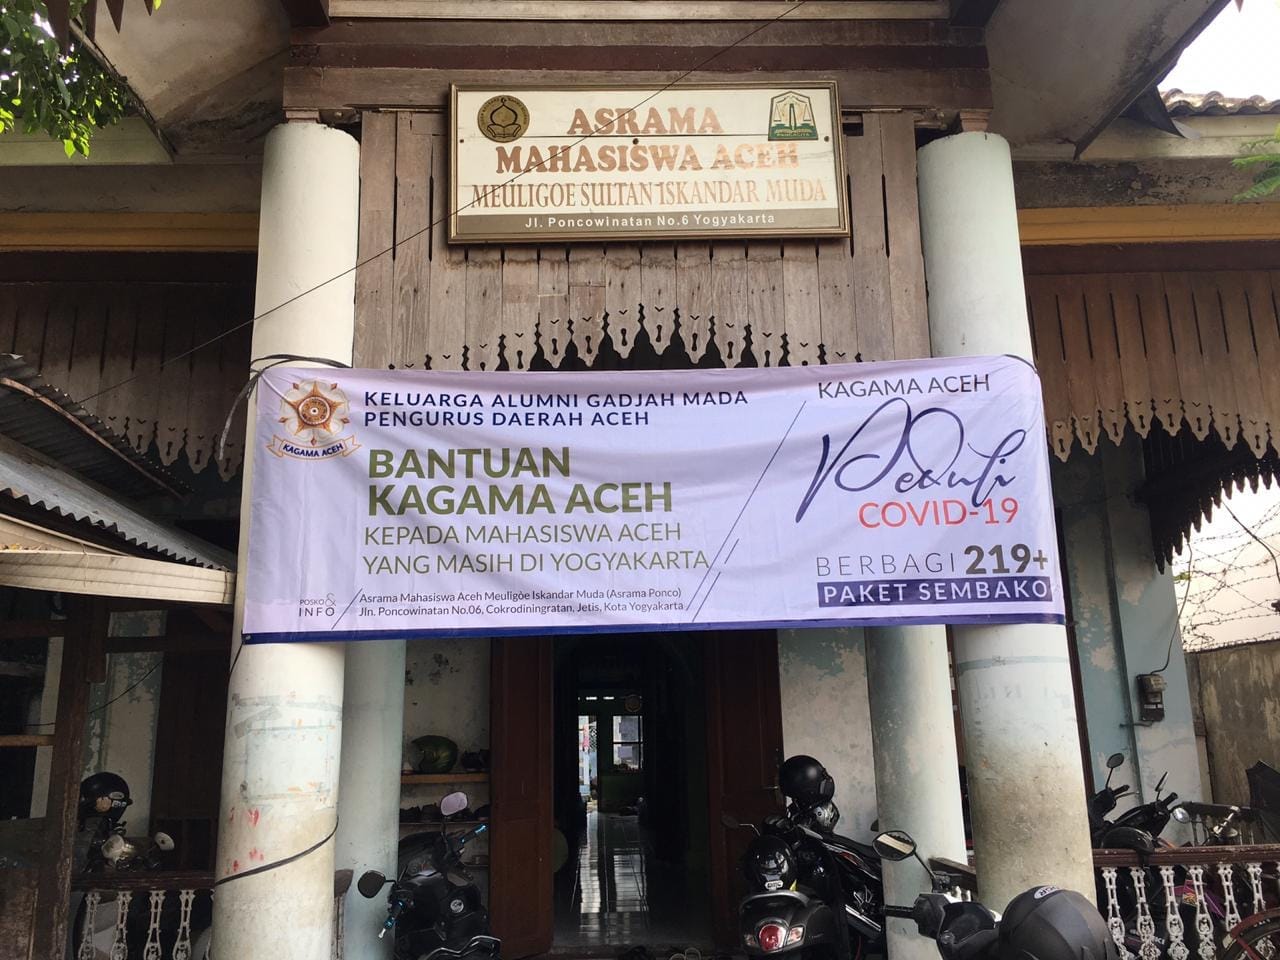 ASRAMA
MAHASISWA ACEH
MEULIGOE SULTAN ISKANDAR MUDA
Jl. Poncowinatan No.6 Yogyakarta
PANCACITA
KAGAMA ACEH
KELUARGA ALUMNI GADJAH MADA
PENGURUS DAERAH ACEH
BANTUAN
KAGAMA ACEH
KEPADA MAHASISWA ACEH
YANG MASIH DI YOGYAKARTA
POSKO &
INFO
Asrama Mahasiswa Aceh Meuligöe Iskandar Muda (Asrama Ponco)
Jln. Poncowinatan No.06, Cokrodiningratan, Jetis, Kota Yogyakarta
KAGAMA ACEH
Peduli
COVID-19
BERBAGI 219+
PAKET SEMBAKO